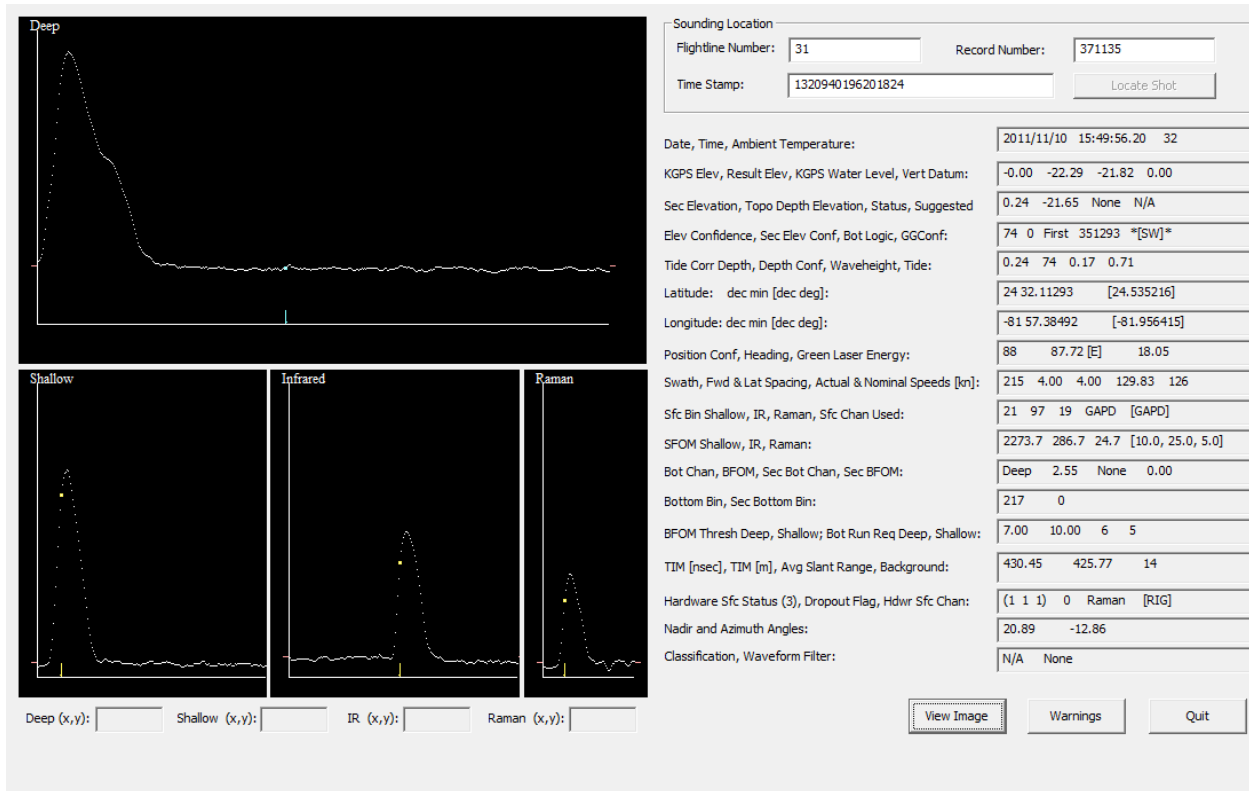 Deep
Shallow
Infrared
Raman
Deep (x,y):
Shallow (x,y):
IR (x,y):
Raman (x,y):
Sounding Location
Flightline Number: 31 Record Number: 371135
Time Stamp: 1320940196201824 Locate Shot
Date, Time, Ambient Temperature: 2011/11/10 15:49:56.20 32
KGPS Elev, Result Elev, KGPS Water Level, Vert Datum: -0.00 -22.29 -21.82 0.00
Sec Elevation, Topo Depth Elevation, Status, Suggested 0.24 -21.65 None N/A
Elev Confidence, Sec Elev Conf, Bot Logic, GGConf: 74 0 First 351293 *[SW]*
Tide Corr Depth, Depth Conf, Waveheight, Tide: 0.24 74 0.17 0.71
Latitude: dec min [dec deg]: 24 32.11293 [24.535216]
Longitude: dec min [dec deg]: -81 57.38492 [-81.956415]
Position Conf, Heading, Green Laser Energy: 88 87.72 [E] 18.05
Swath, Fwd & Lat Spacing, Actual & Nominal Speeds [kn]: 215 4.00 4.00 129.83 126
Sfc Bin Shallow, IR, Raman, Sfc Chan Used: 21 97 19 GAPD [GAPD]
SFOM Shallow, IR, Raman: 2273.7 286.7 24.7 [10.0, 25.0, 5.0]
Bot Chan, BFOM, Sec Bot Chan, Sec BFOM: Deep 2.55 None 0.00
Bottom Bin, Sec Bottom Bin: 217 0
BFOM Thresh Deep, Shallow; Bot Run Req Deep, Shallow: 7.00 10.00 6 5
TIM [nsec], TIM [m], Avg Slant Range, Background: 430.45 425.77 14
Hardware Sfc Status (3), Dropout Flag, Hdwr Sfc Chan: (1 1 1) 0 Raman [RIG]
Nadir and Azimuth Angles: 20.89 -12.86
Classification, Waveform Filter: N/A None
View Image Warnings Quit